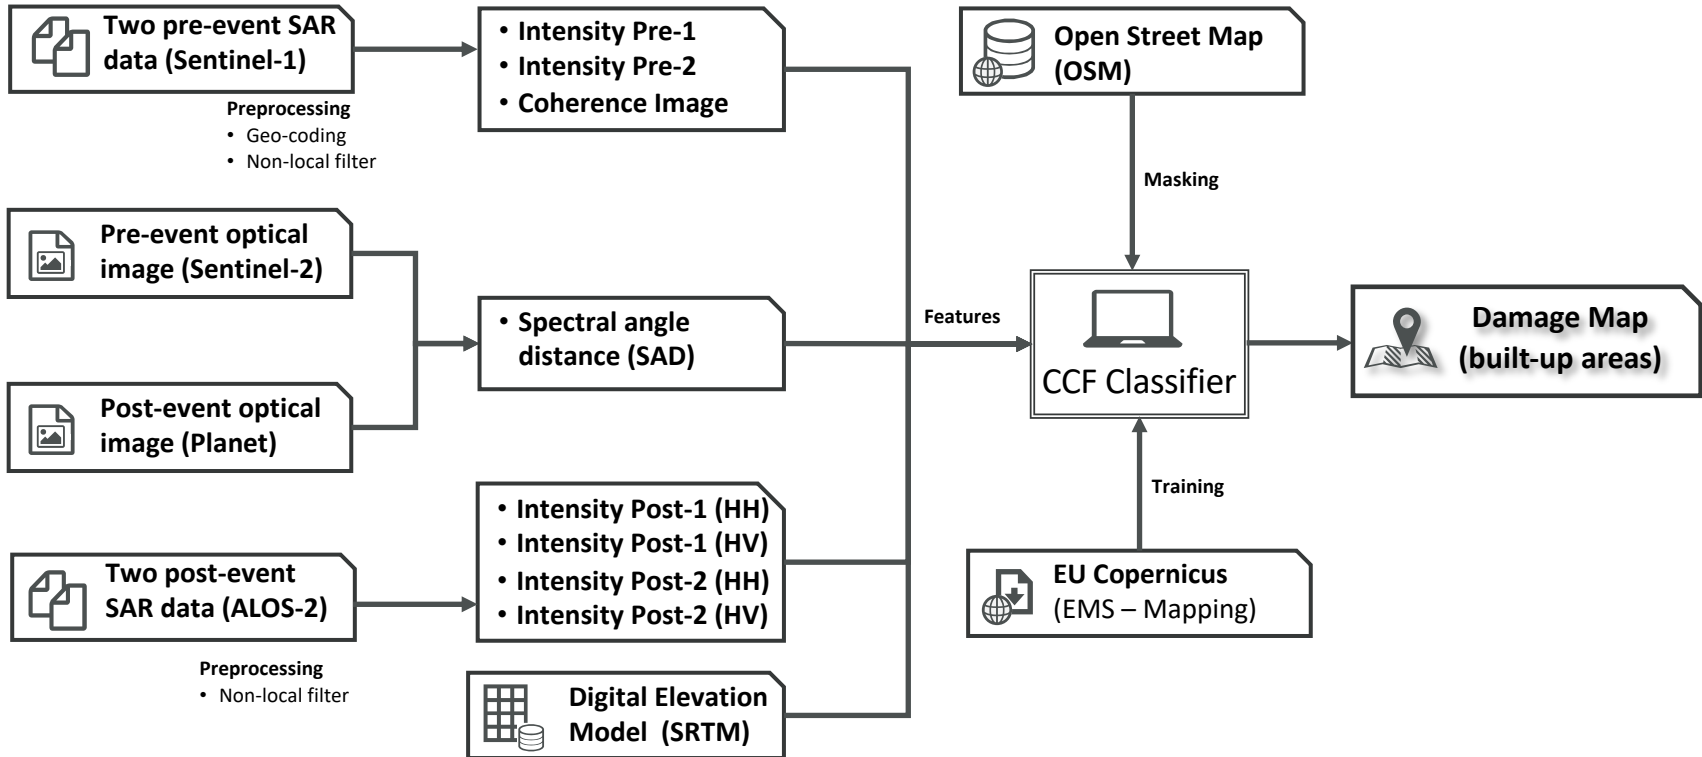 Two pre-event SAR
data (Sentinel-1)
Preprocessing
• Geo-coding
• Non-local filter
• Intensity Pre-1
• Intensity Pre-2
• Coherence Image
Open Street Map
(OSM)
Masking
Pre-event optical
image (Sentinel-2)
Post-event optical
image (Planet)
• Spectral angle
distance (SAD)
Features
CCF Classifier
Damage Map
(built-up areas)
Training
EU Copernicus
(EMS – Mapping)
Two post-event
SAR data (ALOS-2)
Preprocessing
• Non-local filter
• Intensity Post-1 (HH)
• Intensity Post-1 (HV)
• Intensity Post-2 (HH)
• Intensity Post-2 (HV)
Digital Elevation
Model (SRTM)